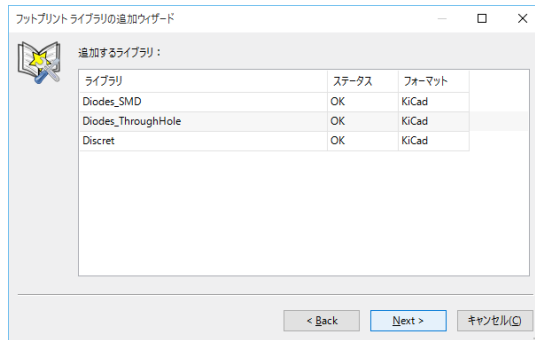 フットプリント ライブラリの追加ウィザード
追加するライブラリ：
ライブラリ ステータス フォーマット
Diodes_SMD OK KiCad
Diodes_ThroughHole OK KiCad
Discret OK KiCad
< Back Next > キャンセル(C)